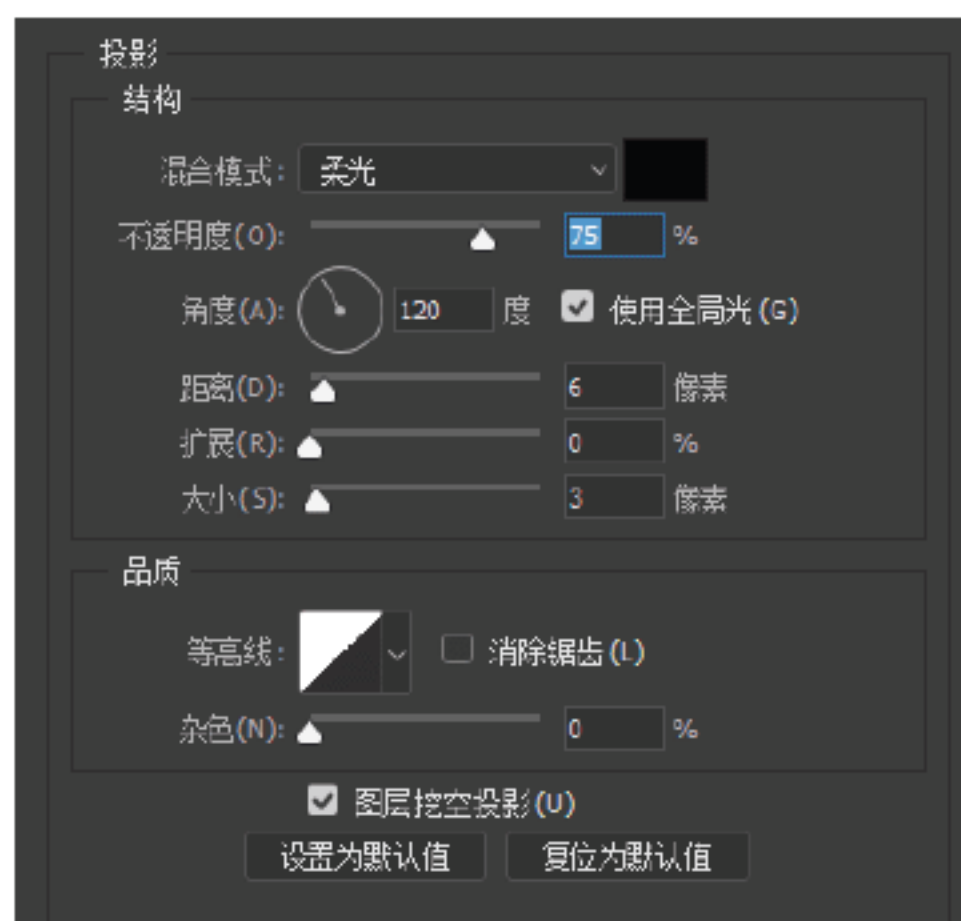 投影
结构
混合模式: 柔光
不透明度(O): 75 %
角度(A): 120 度 使用全局光(G)
距离(D): 6 像素
扩展(R): 0 %
大小(S): 3 像素
品质
等高线: 消除锯齿(L)
杂色(N): 0 %
图层挖空投影(U)
设置为默认值 复位为默认值